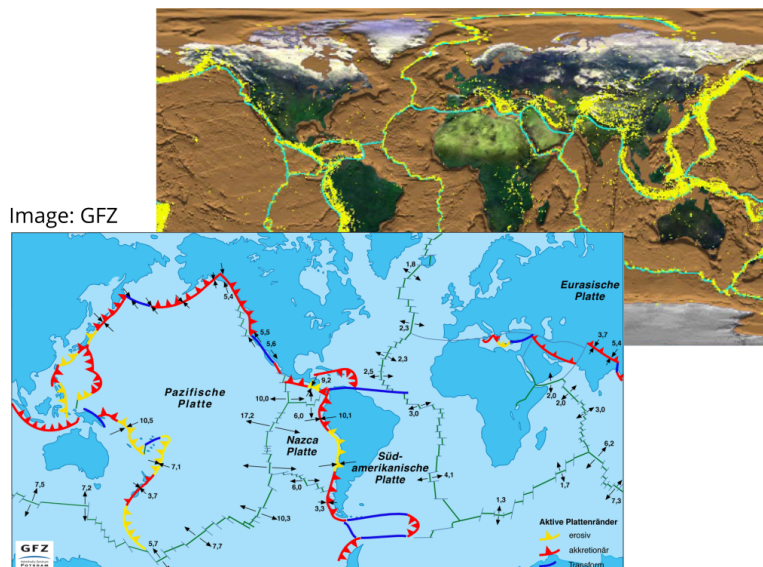 Image: GFZ
1,8
Eurasische
Platte
5,4
5,5
5,6
2,3
3,7
5,4
2,3
9,2
2,5
Pazifische
Platte
10,0
2,0
2,0
3,0
3,0
17,2
6,0
10,1
10,5
Nazca
Platte
6,2
Süd-
amerikanische
Platte
7,1
4,1
7,5
7,2
3,7
6,0
1,7
7,3
1,3
3,3
10,3
Aktive Plattenränder
erosiv
5,7
7,7
akkretionär
GFZ
POTSDAM
Transform